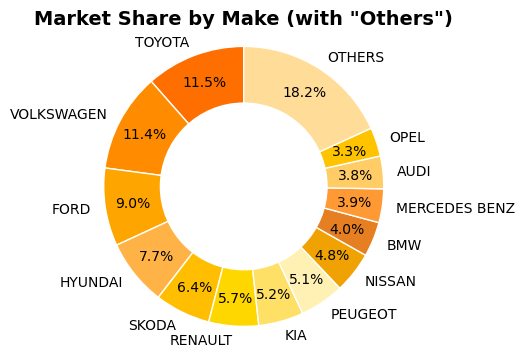 Market Share by Make (with "Others")
TOYOTA
11.5%
VOLKSWAGEN
11.4%
FORD
9.0%
HYUNDAI
7.7%
SKODA
6.4%
RENAULT
5.7%
KIA
5.2%
PEUGEOT
5.1%
NISSAN
4.8%
BMW
4.0%
MERCEDES BENZ
3.9%
AUDI
3.8%
OPEL
3.3%
OTHERS
18.2%